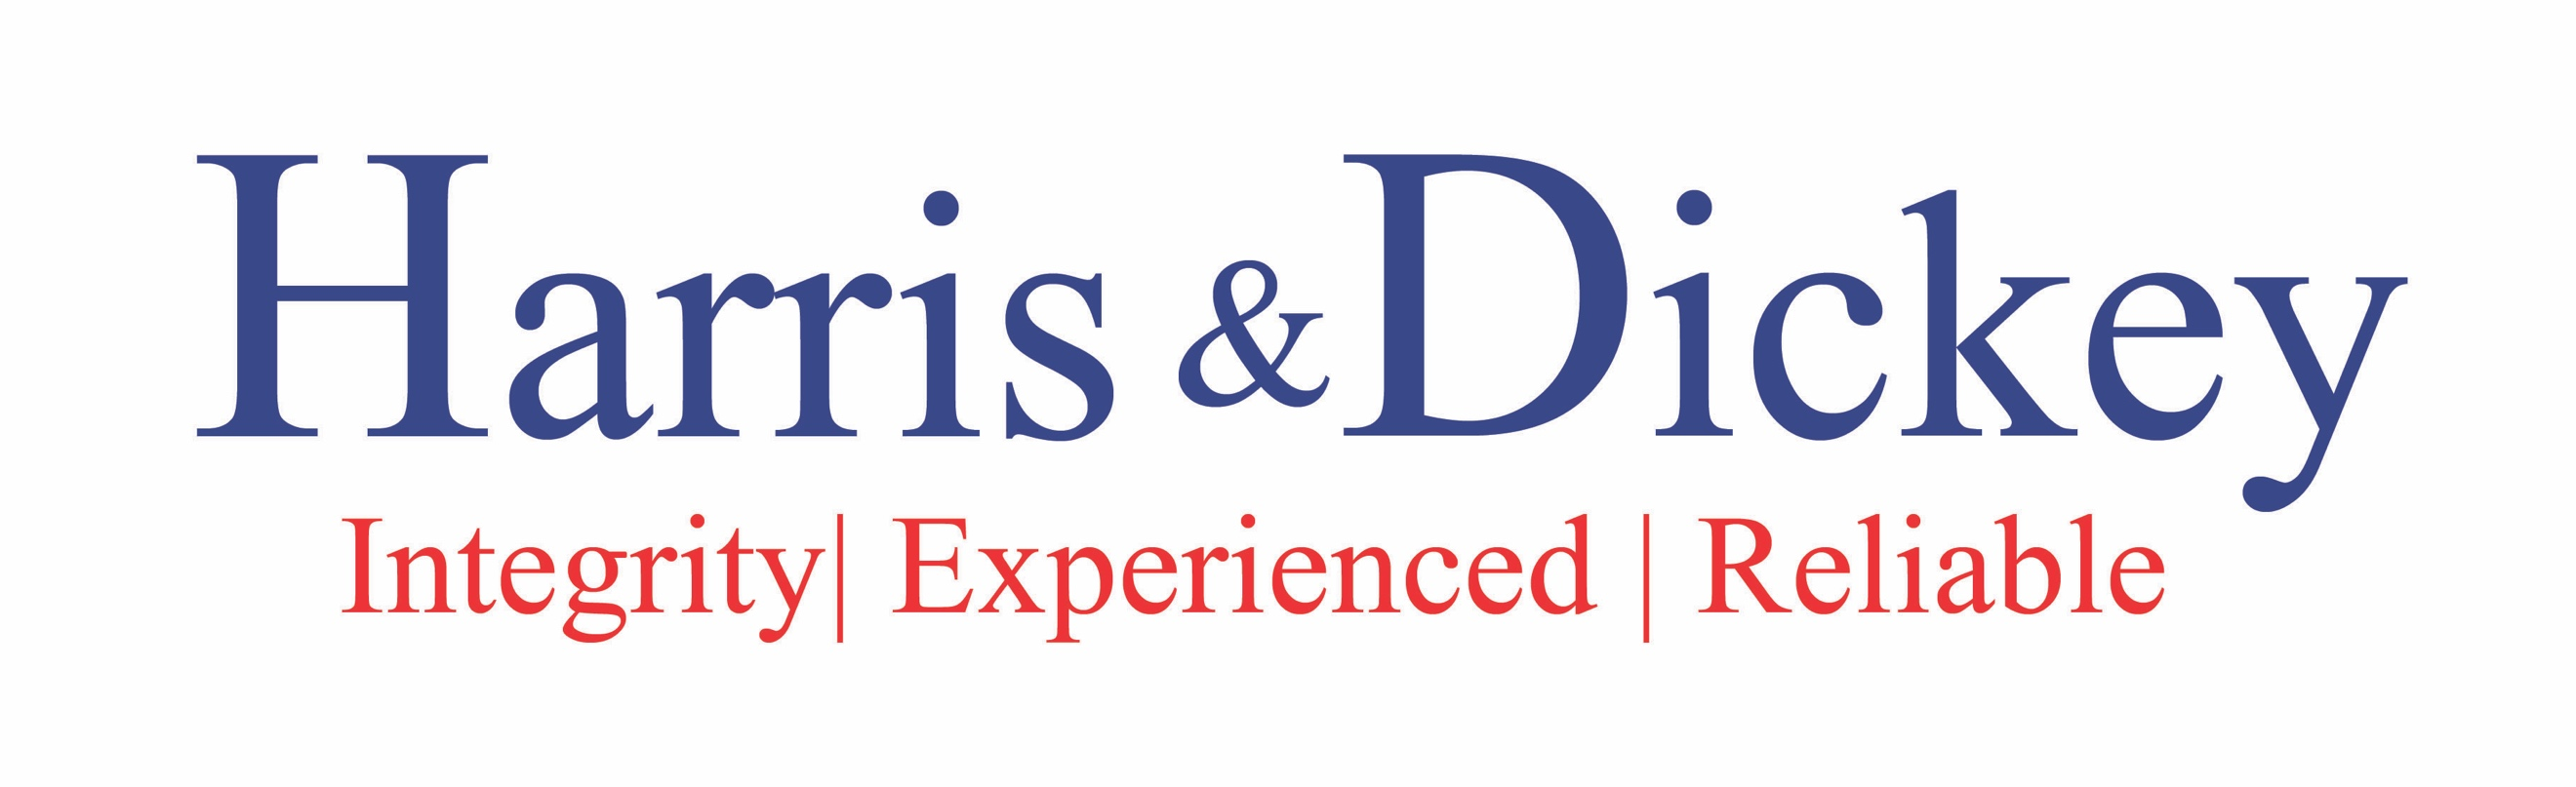 Harris & Dickey
Integrity| Experienced | Reliable